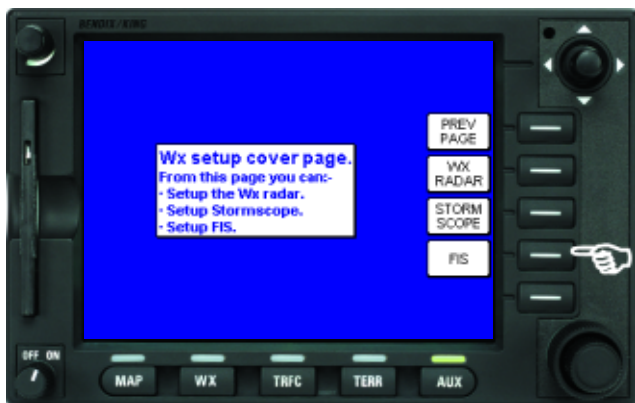 BENDIX/KING
PREV
PAGE
Wx setup cover page.
From this page you can:-
- Setup the Wx radar.
- Setup Stormscope.
- Setup FIS.
WX
RADAR
STORM
SCOPE
FIS
OFF ON
MAP
WX
TRFC
TERR
AUX